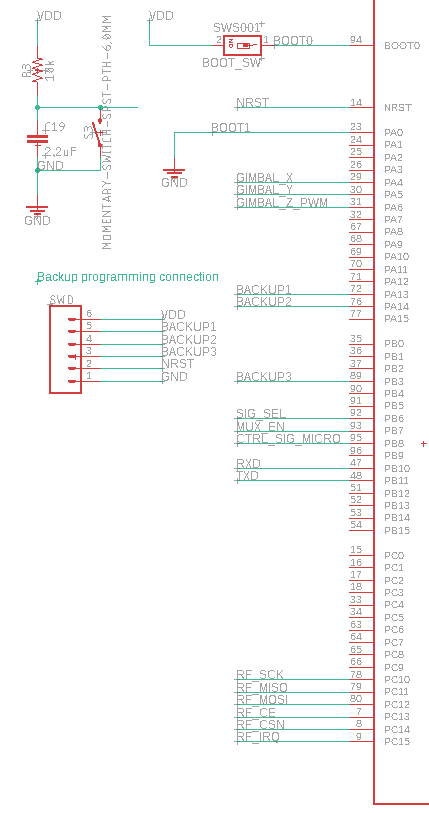 VDD
R3
10k
C19
2.2uF
GND
GND
S3
MOMENTARY-SWITCH-SPST-PTH-6.0MM
VDD
SWS001
2
ON
1
BOOT0
BOOT_SW
94
BOOT0
NRST
14
NRST
BOOT1
GND
23
PA0
24
PA1
25
PA2
26
PA3
GIMBAL_X
29
PA4
GIMBAL_Y
30
PA5
GIMBAL_Z_PWM
31
PA6
32
PA7
67
PA8
68
PA9
69
PA10
70
PA11
71
PA12
BACKUP1
72
PA13
BACKUP2
76
PA14
77
PA15
Backup programming connection
SWD
6
VDD
5
BACKUP1
4
BACKUP2
3
BACKUP3
2
NRST
1
GND
35
PB0
36
PB1
37
PB2
BACKUP3
89
PB3
90
PB4
91
PB5
SIG_SEL
92
PB6
MUX_EN
93
PB7
CTRL_SIG_MICRO
95
PB8
96
PB9
RXD
47
PB10
TXD
48
PB11
51
PB12
52
PB13
53
PB14
54
PB15
15
PC0
16
PC1
17
PC2
18
PC3
33
PC4
34
PC5
63
PC6
64
PC7
65
PC8
66
PC9
RF_SCK
78
PC10
RF_MISO
79
PC11
RF_MOSI
80
PC12
RF_CE
7
PC13
RF_CSN
8
PC14
RF_IRQ
9
PC15